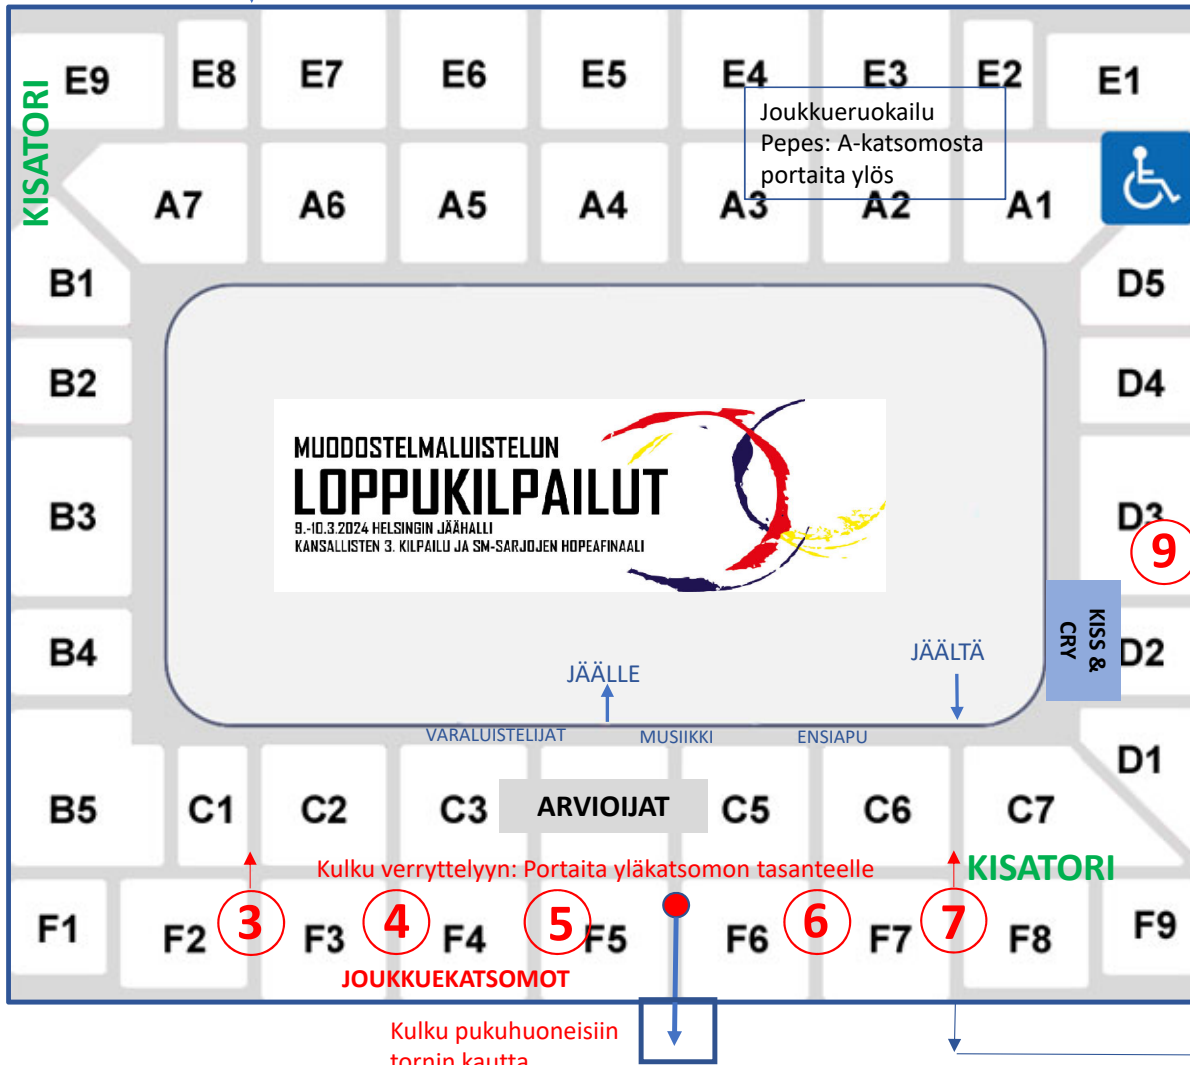 E9 E8 E7 E6 E5 E4 E3 E2 E1
KISATORI
Joukkueruokailu
Pepes: A-katsomosta
portaita ylös
A7 A6 A5 A4 A3 A2 A1
B1
D5
B2
D4
MUODOSTELMALUISTELUN
LOPPUKILPAILUT
9.-10.3.2024 HELSINGIN JÄÄHALLI
KANSALLISTEN 3. KILPAILU JA SM-SARJOJEN HOPEAFINAALI
B3
D3
9
KISS &
CRY
B4
D2
JÄÄLLE
JÄÄLTÄ
VARALUISTELIJAT MUSIIKKI ENSIAPU
D1
B5 C1 C2 C3 ARVIOIJAT C5 C6 C7
Kulku verryttelyyn: Portaita yläkatsomon tasanteelle
KISATORI
3 4 5 6 7
F1 F2 F3 F4 F5 F6 F7 F8 F9
JOUKKUEKATSOMOT
Kulku pukuhuoneisiin
tornin kautta